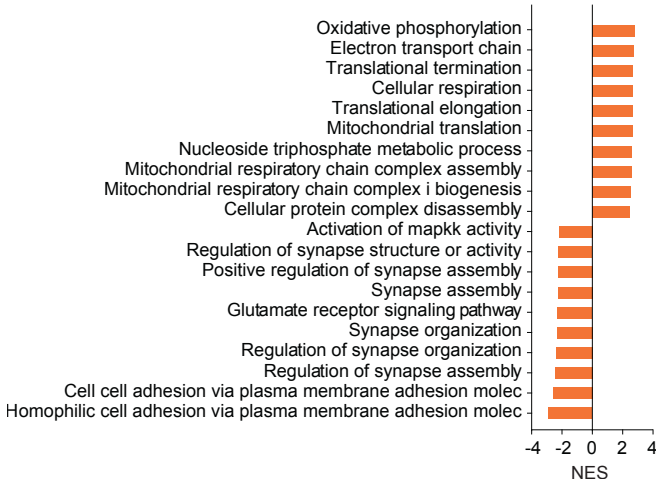 Oxidative phosphorylation
Electron transport chain
Translational termination
Cellular respiration
Translational elongation
Mitochondrial translation
Nucleoside triphosphate metabolic process
Mitochondrial respiratory chain complex assembly
Mitochondrial respiratory chain complex i biogenesis
Cellular protein complex disassembly
Activation of mapkk activity
Regulation of synapse structure or activity
Positive regulation of synapse assembly
Synapse assembly
Glutamate receptor signaling pathway
Synapse organization
Regulation of synapse organization
Regulation of synapse assembly
Cell cell adhesion via plasma membrane adhesion molec
Homophilic cell adhesion via plasma membrane adhesion molec
-4 -2 0 2 4
NES